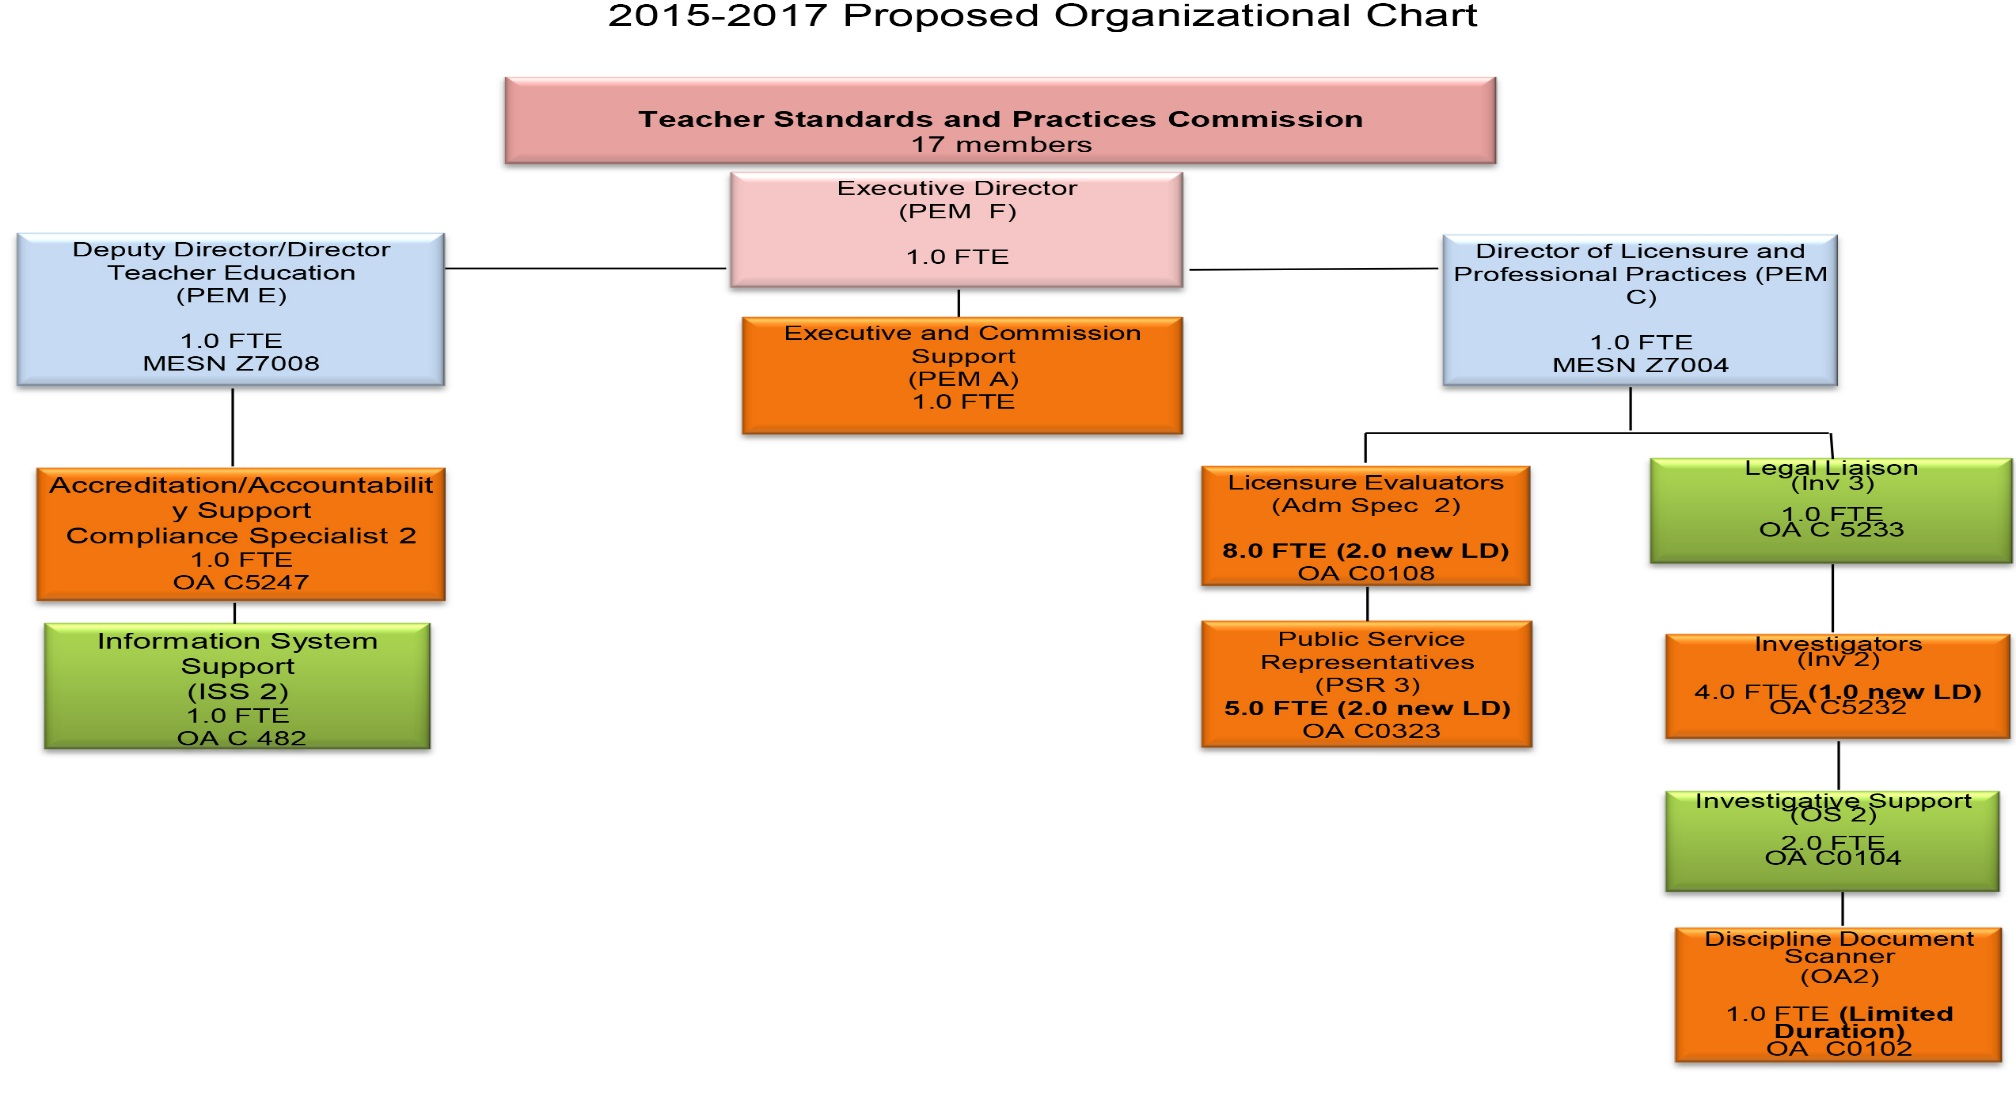 2015-2017 Proposed Organizational Chart
Teacher Standards and Practices Commission
17 members
Executive Director
(PEM  F)
1.0 FTE
Deputy Director/Director
Teacher Education
(PEM E)
1.0 FTE
MESN Z7008
Director of Licensure and
Professional Practices (PEM
C)
1.0 FTE
MESN Z7004
Executive and Commission
Support
(PEM A)
1.0 FTE
Accreditation/Accountabilit
y Support
Compliance Specialist 2
1.0 FTE
OA C5247
Information System
Support
(ISS 2)
1.0 FTE
OA C 482
Licensure Evaluators
(Adm Spec  2)
8.0 FTE (2.0 new LD)
OA C0108
Public Service
Representatives
(PSR 3)
5.0 FTE (2.0 new LD)
OA C0323
Legal Liaison
(Inv 3)
1.0 FTE
OA C 5233
Investigators
(Inv 2)
4.0 FTE (1.0 new LD)
OA C5232
Investigative Support
(OS 2)
2.0 FTE
OA C0104
Discipline Document
Scanner
(OA2)
1.0 FTE (Limited
Duration)
OA  C0102